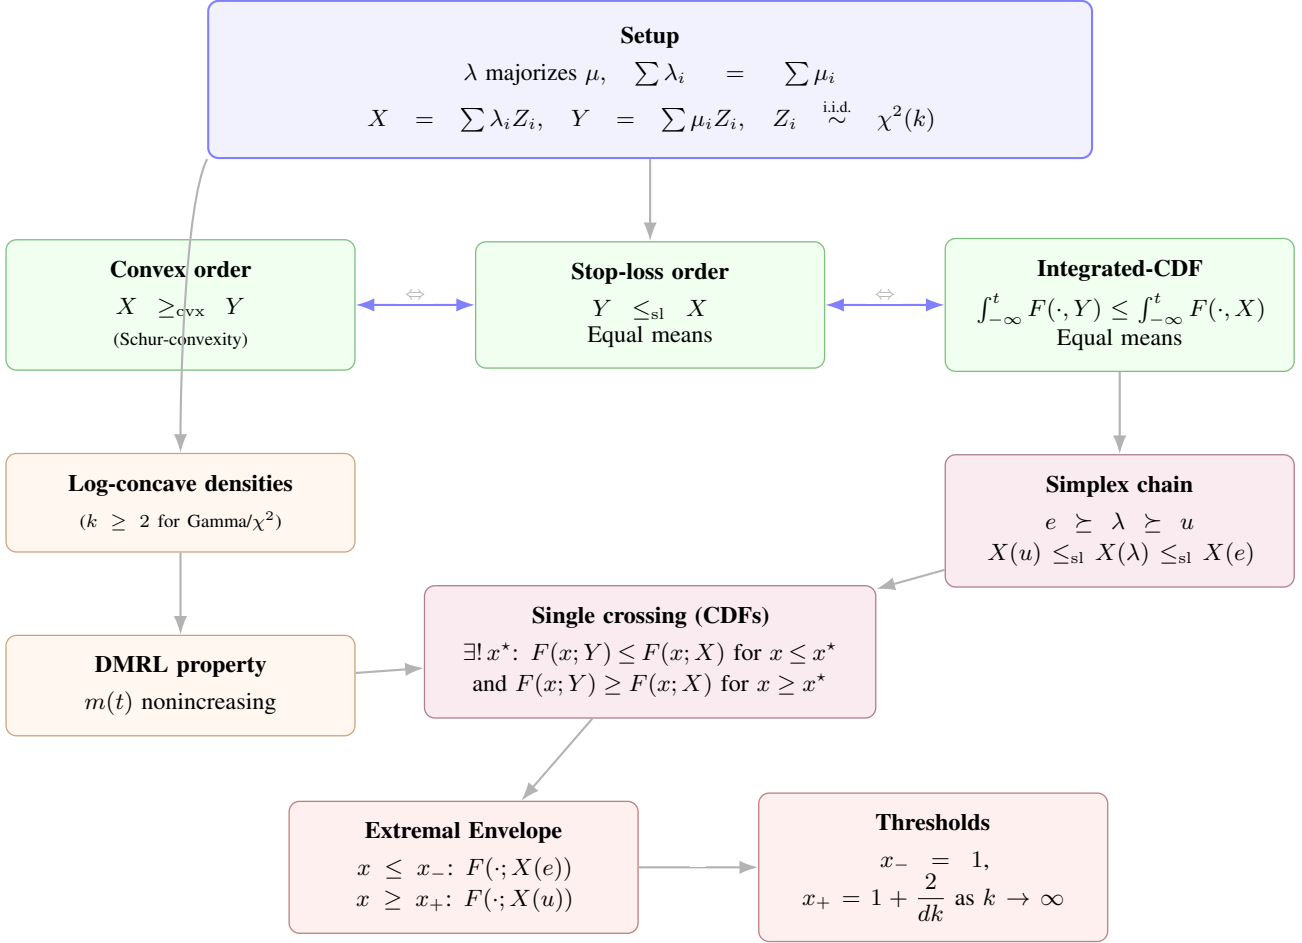 Setup
λ majorizes μ, ∑ λ_i = ∑ μ_i
X = ∑ λ_i Z_i, Y = ∑ μ_i Z_i, Z_i i.i.d. ∼ χ²(k)
Convex order
X ≥_cvx Y
(Schur-convexity)
⇔
Stop-loss order
Y ≤_sl X
Equal means
⇔
Integrated-CDF
∫_{−∞}^t F(·, Y) ≤ ∫_{−∞}^t F(·, X)
Equal means
Log-concave densities
(k ≥ 2 for Gamma/χ²)
Simplex chain
e ⪰ λ ⪰ u
X(u) ≤_sl X(λ) ≤_sl X(e)
DMRL property
m(t) nonincreasing
Single crossing (CDFs)
∃! x⋆: F(x; Y) ≤ F(x; X) for x ≤ x⋆
and F(x; Y) ≥ F(x; X) for x ≥ x⋆
Extremal Envelope
x ≤ x₋: F(·; X(e))
x ≥ x₊: F(·; X(u))
Thresholds
x₋ = 1,
x₊ = 1 + 2/dk as k → ∞